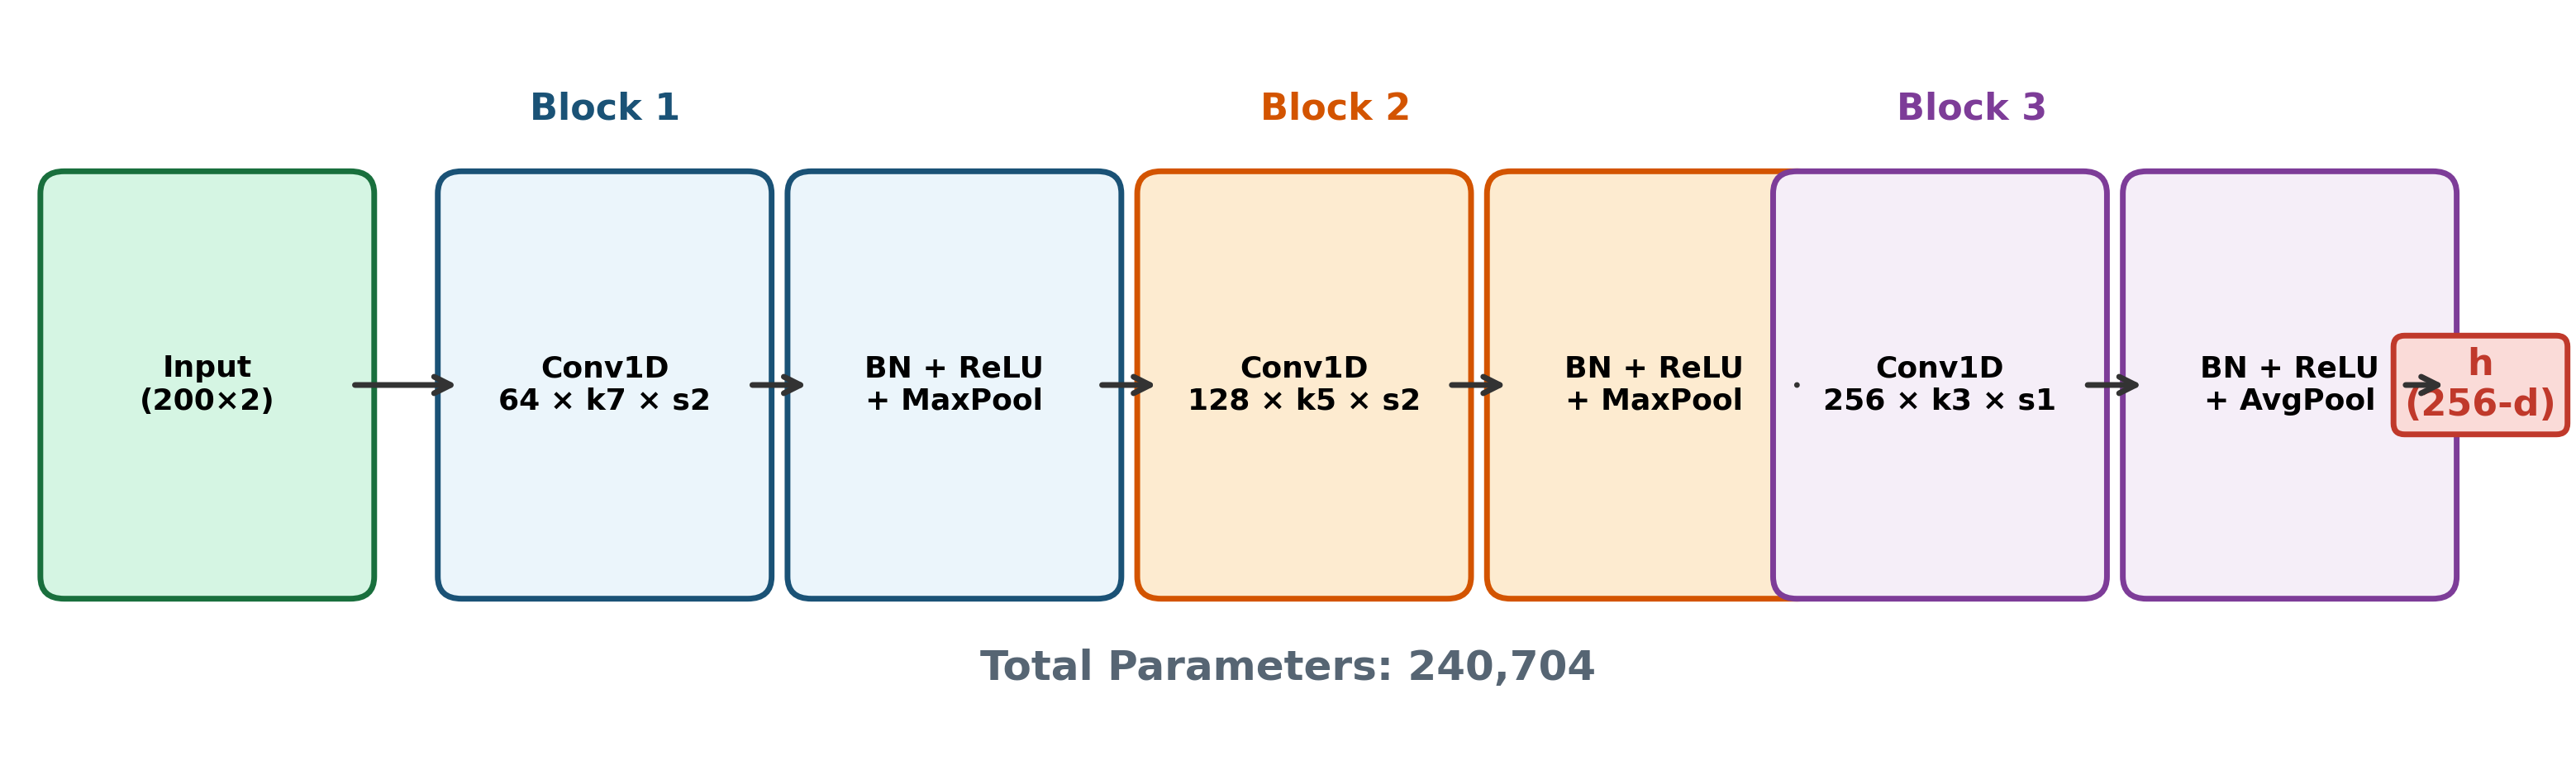 Block 1
Block 2
Block 3
Input
(200×2)
Conv1D
64 × k7 × s2
BN + ReLU
+ MaxPool
Conv1D
128 × k5 × s2
BN + ReLU
+ MaxPool
Conv1D
256 × k3 × s1
BN + ReLU
+ AvgPool
h
(256-d)
Total Parameters: 240,704